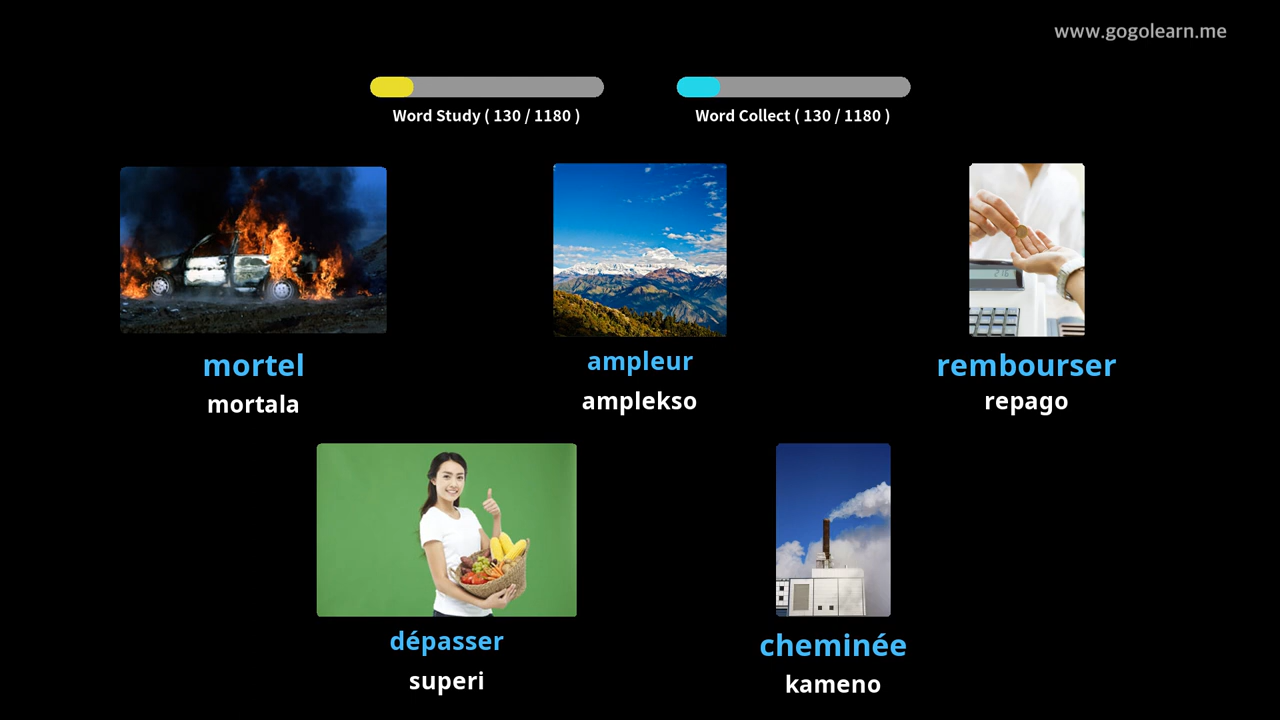 www.gogolearn.me
Word Study ( 130 / 1180 )
Word Collect ( 130 / 1180 )
mortel
mortala
ampleur
amplekso
rembourser
repago
dépasser
superi
cheminée
kameno